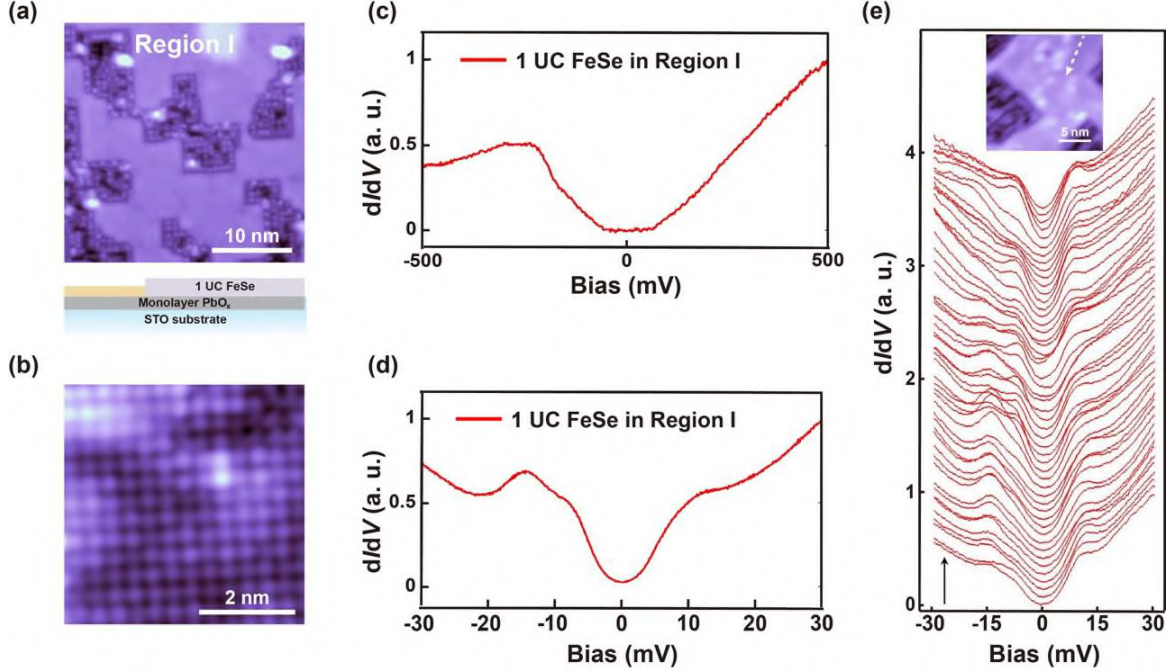 (a)
Region I
10 nm
1 UC FeSe
Monolayer PbOₓ
STO substrate
(b)
2 nm
(c)
1 UC FeSe in Region I
dI/dV (a. u.)
1
0.5
0
-500
0
500
Bias (mV)
(d)
1 UC FeSe in Region I
dI/dV (a. u.)
1
0.5
0
-30
-20
-10
0
10
20
30
Bias (mV)
(e)
5 nm
dI/dV (a. u.)
4
3
2
1
0
-30
-15
0
15
30
Bias (mV)